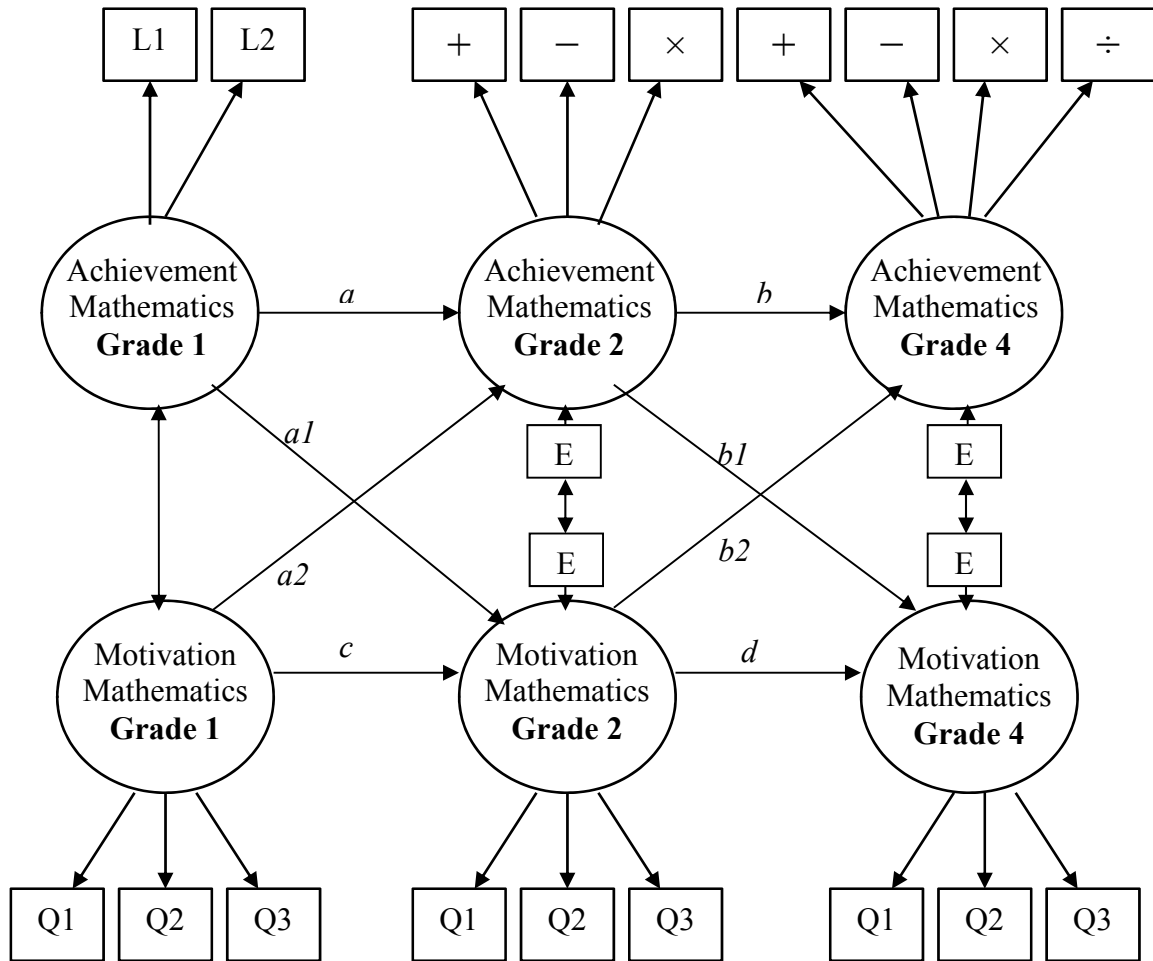 L1 L2 + − × + − × ÷
Achievement
Mathematics
Grade 1
a
Achievement
Mathematics
Grade 2
b
Achievement
Mathematics
Grade 4
a1
E
b1
E
a2
E
b2
E
Motivation
Mathematics
Grade 1
c
Motivation
Mathematics
Grade 2
d
Motivation
Mathematics
Grade 4
Q1 Q2 Q3 Q1 Q2 Q3 Q1 Q2 Q3